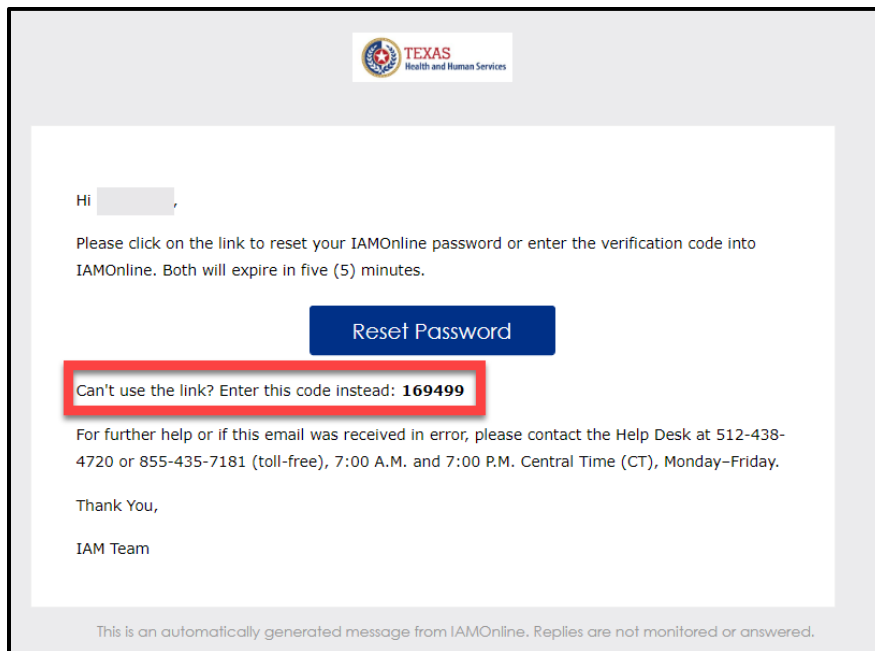 TEXAS
Health and Human Services
Hi ,
Please click on the link to reset your IAMOnline password or enter the verification code into
IAMOnline. Both will expire in five (5) minutes.
Reset Password
Can't use the link? Enter this code instead: 169499
For further help or if this email was received in error, please contact the Help Desk at 512-438-
4720 or 855-435-7181 (toll-free), 7:00 A.M. and 7:00 P.M. Central Time (CT), Monday–Friday.
Thank You,
IAM Team
This is an automatically generated message from IAMOnline. Replies are not monitored or answered.